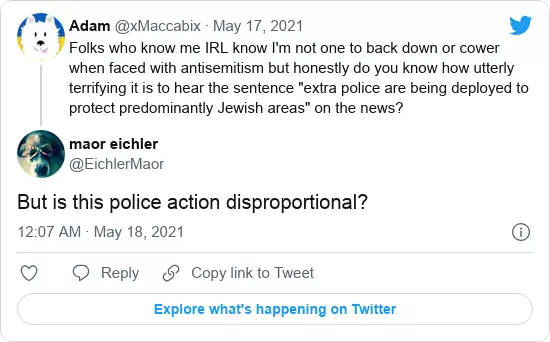 Adam @xMaccabix · May 17, 2021
Folks who know me IRL know I'm not one to back down or cower
when faced with antisemitism but honestly do you know how utterly
terrifying it is to hear the sentence "extra police are being deployed to
protect predominantly Jewish areas" on the news?
maor eichler
@EichlerMaor
But is this police action disproportional?
12:07 AM · May 18, 2021
Reply Copy link to Tweet
Explore what's happening on Twitter